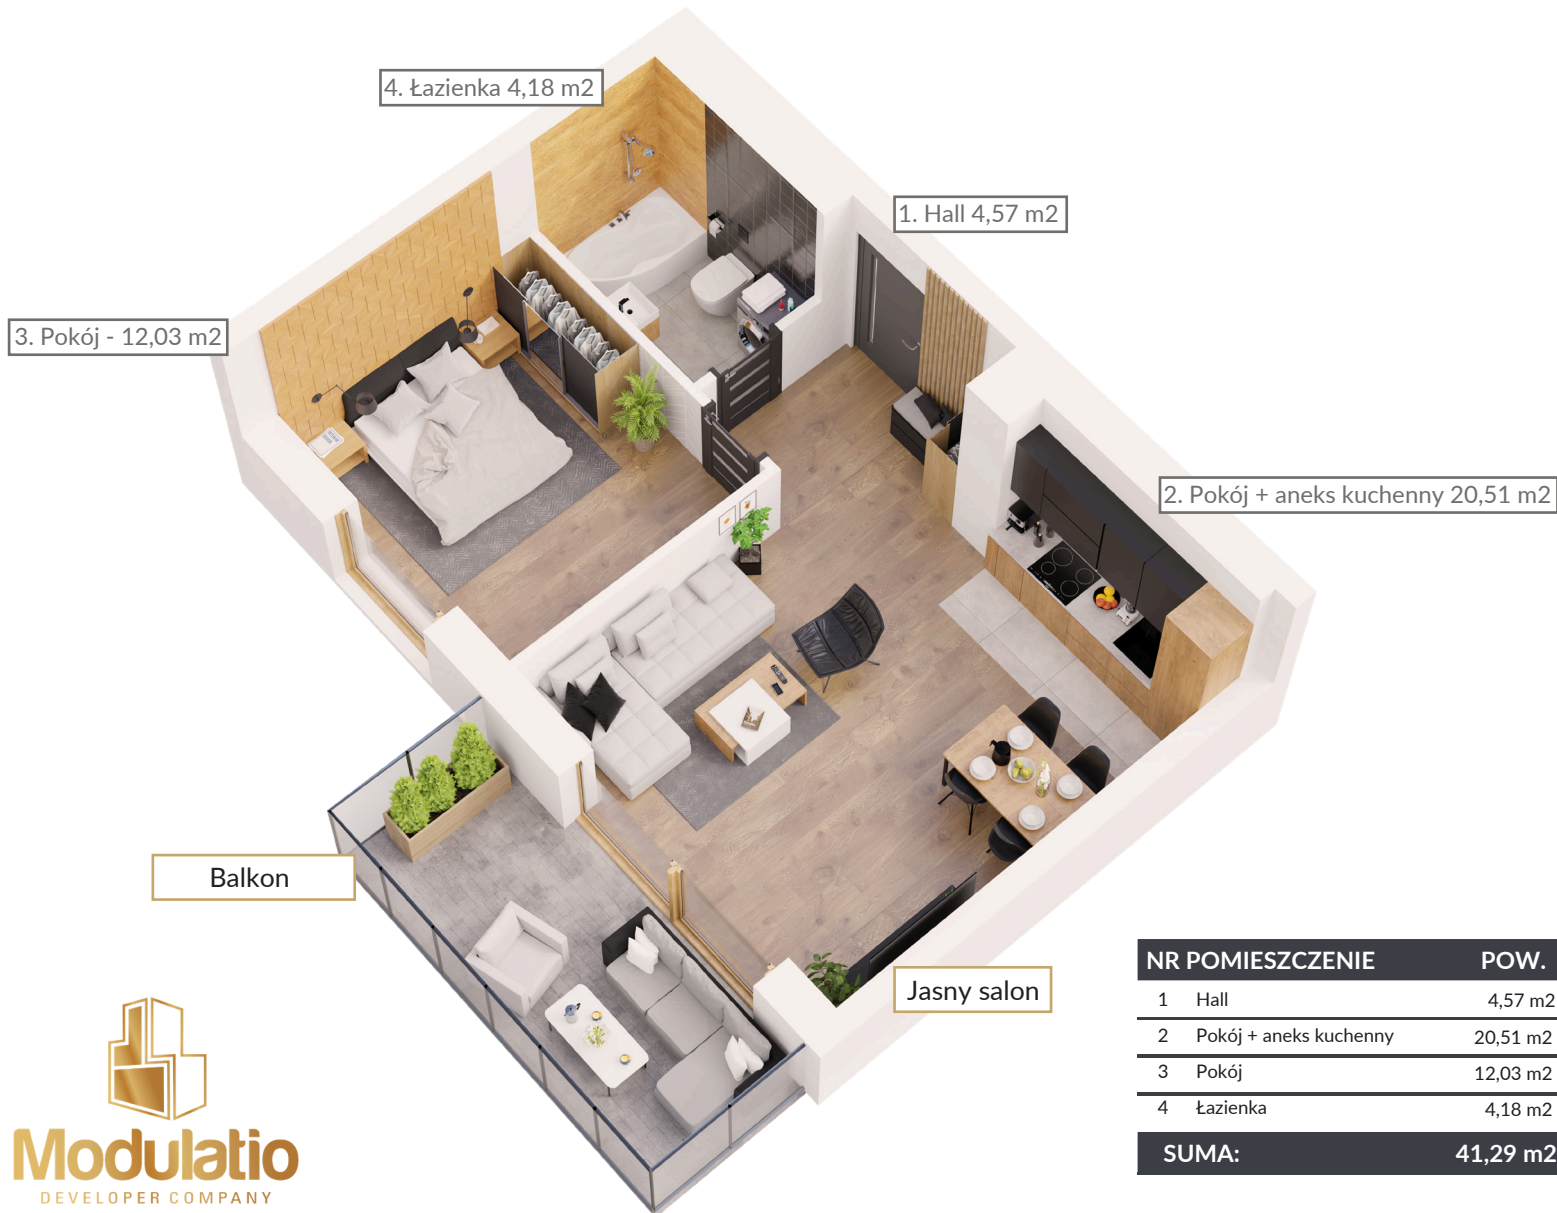 4. Łazienka 4,18 m2
1. Hall 4,57 m2
3. Pokój - 12,03 m2
2. Pokój + aneks kuchenny 20,51 m2
Balkon
Jasny salon
NR POMIESZCZENIE POW.
1 Hall 4,57 m2
2 Pokój + aneks kuchenny 20,51 m2
3 Pokój 12,03 m2
4 Łazienka 4,18 m2
SUMA: 41,29 m2
Modulatio
DEVELOPER COMPANY